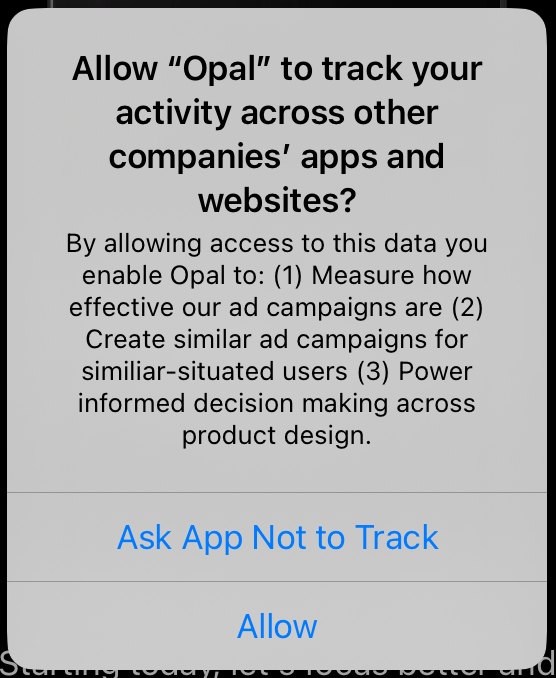 Allow “Opal” to track your
activity across other
companies’ apps and
websites?
By allowing access to this data you
enable Opal to: (1) Measure how
effective our ad campaigns are (2)
Create similar ad campaigns for
similiar-situated users (3) Power
informed decision making across
product design.
Ask App Not to Track
Allow
Starting today, let's focus better and